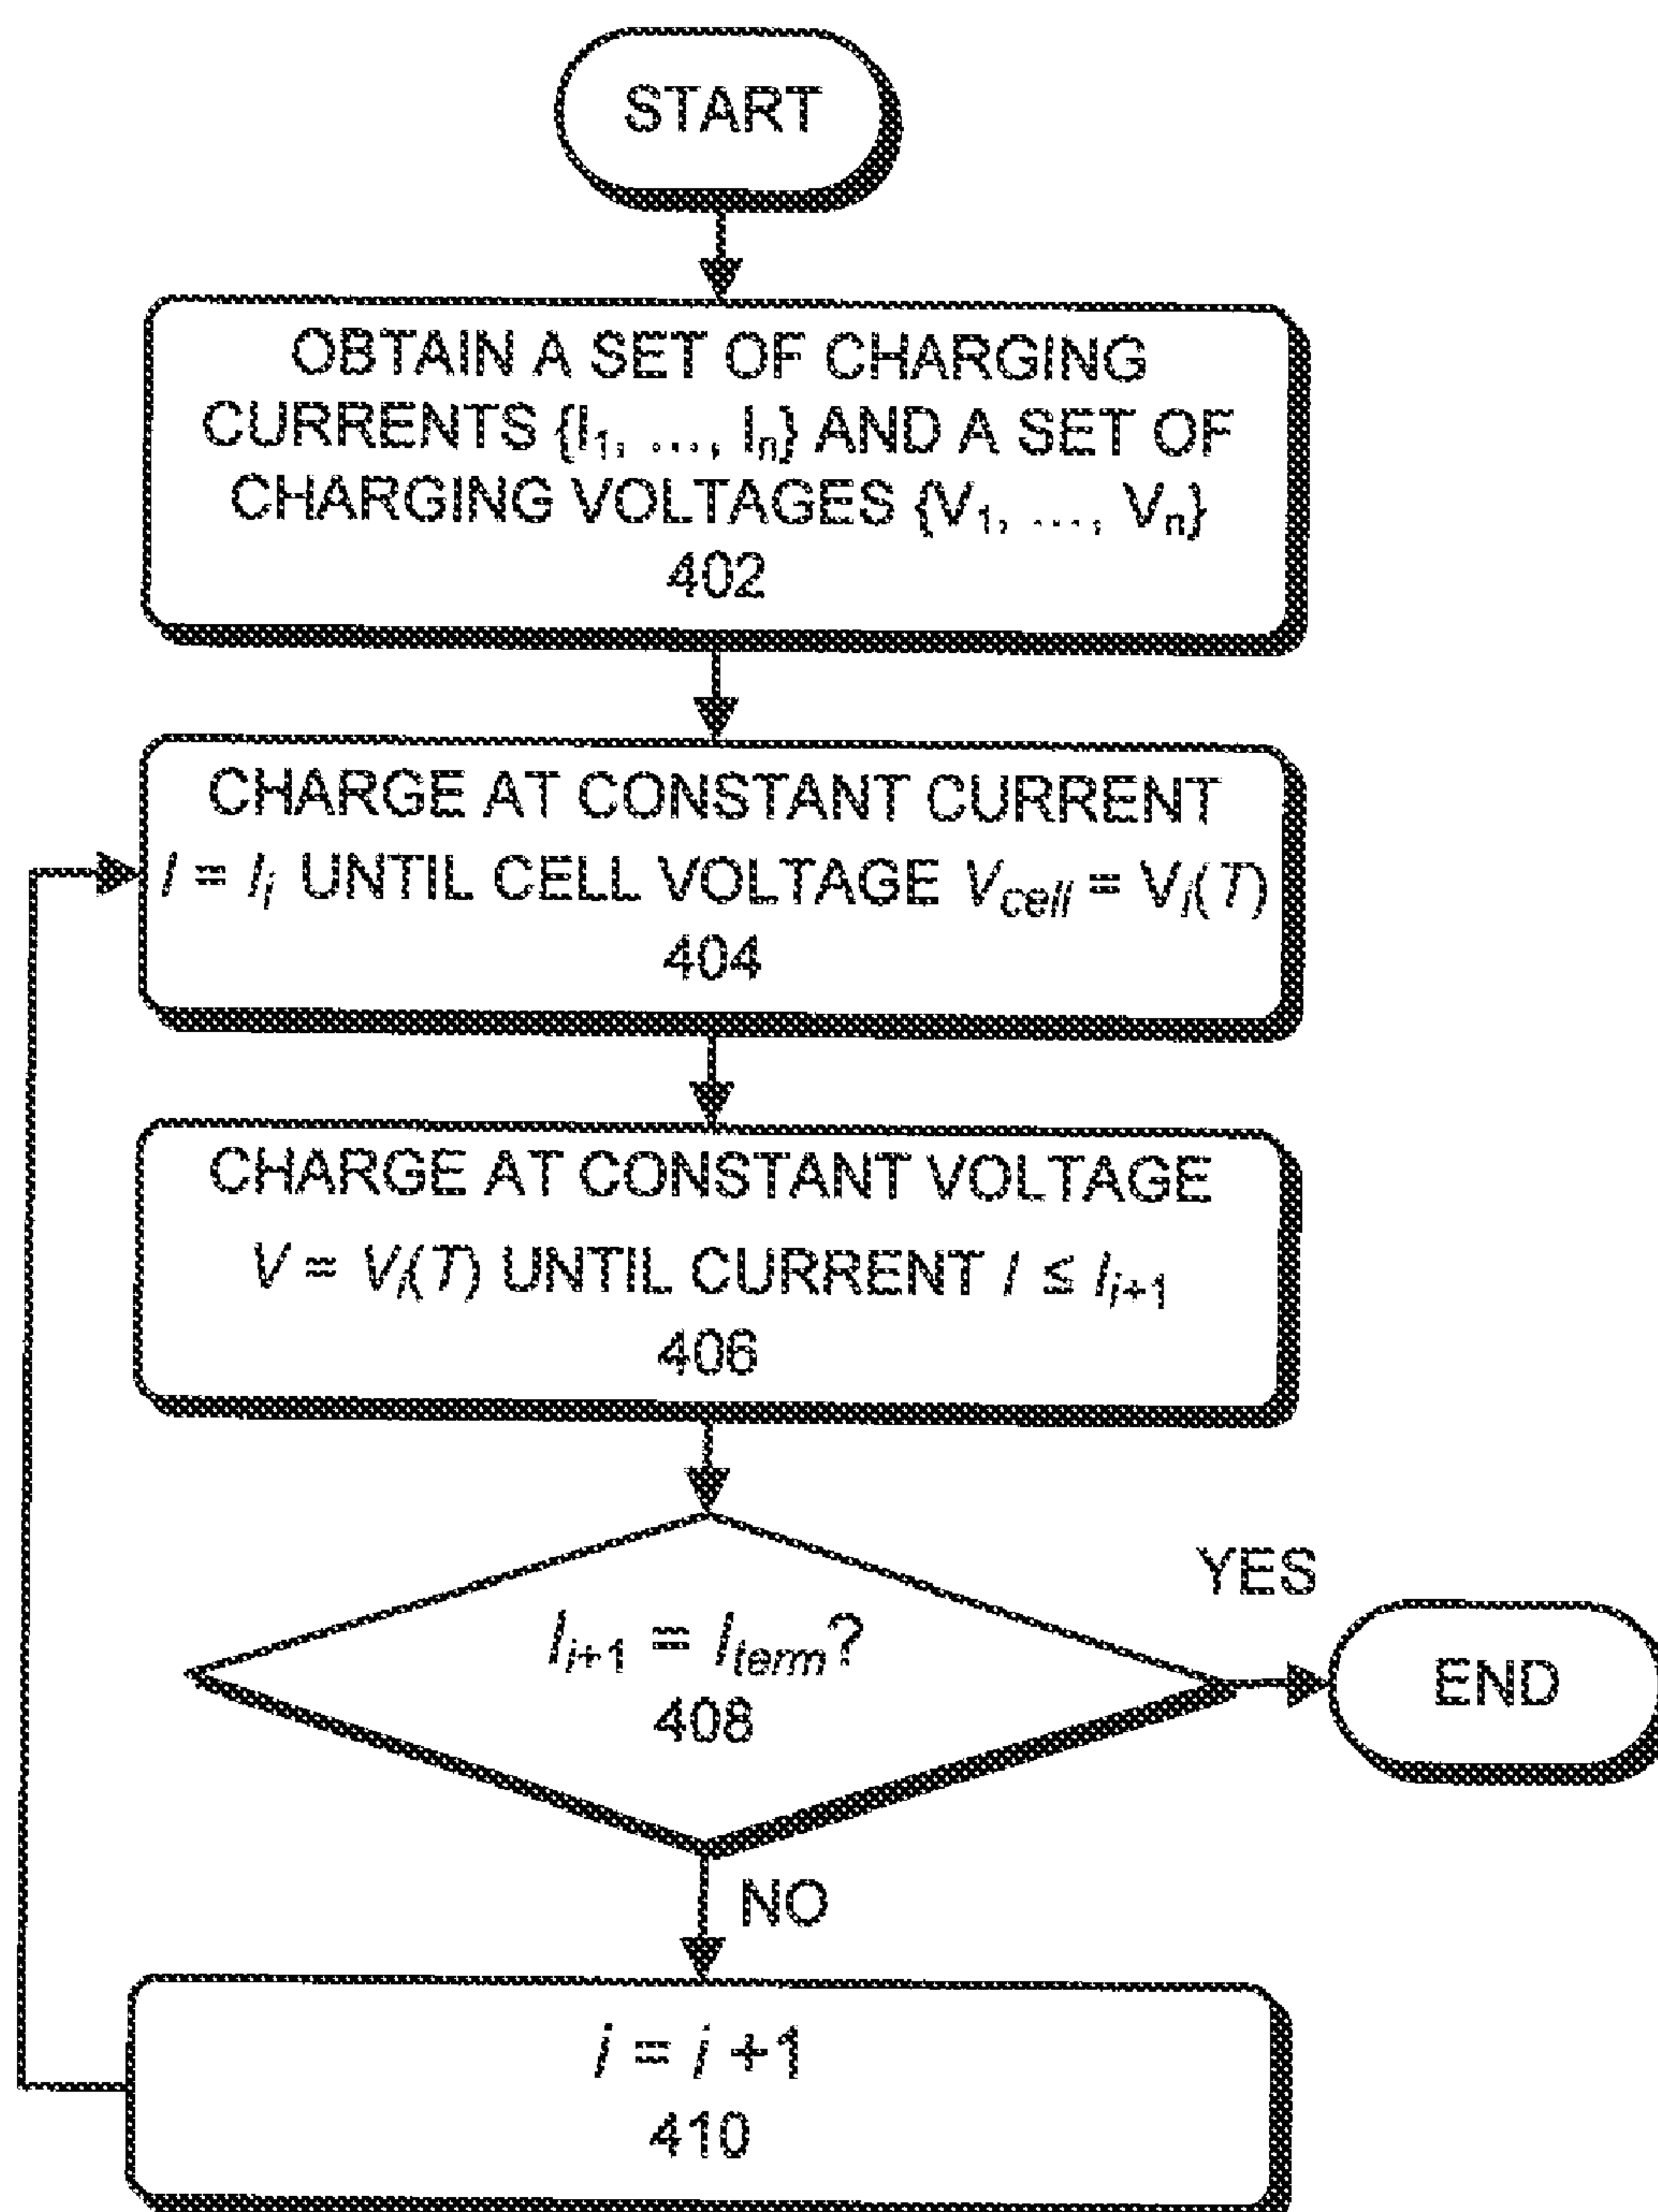 START
OBTAIN A SET OF CHARGING
CURRENTS {I₁, ..., Iₙ} AND A SET OF
CHARGING VOLTAGES {V₁, ..., Vₙ}
402
CHARGE AT CONSTANT CURRENT
I = Iᵢ UNTIL CELL VOLTAGE V_cell = Vᵢ(T)
404
CHARGE AT CONSTANT VOLTAGE
V = Vᵢ(T) UNTIL CURRENT I ≤ Iᵢ₊₁
406
YES
Iᵢ₊₁ = I_term?
408
END
NO
i = i +1
410